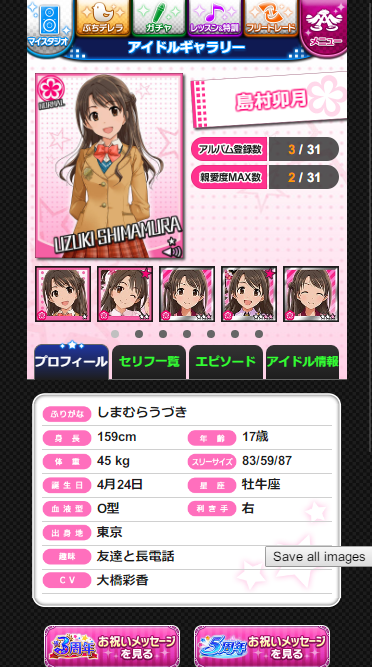 マイスタジオ
ぷちデレラ
ガチャ
レッスン&特訓
フリートレード
メニュー
アイドルギャラリー
NORMAL
島村卯月
アルバム登録数 3 / 31
親愛度MAX数 2 / 31
UZUKI SHIMAMURA
プロフィール
セリフ一覧
エピソード
アイドル情報
ふりがな しまむらうづき
身長 159cm 年齢 17歳
体重 45 kg スリーサイズ 83/59/87
誕生日 4月24日 星座 牡牛座
血液型 O型 利き手 右
出身地 東京
趣味 友達と長電話
CV 大橋彩香
Save all images
3周年 お祝いメッセージを見る
5周年 お祝いメッセージを見る